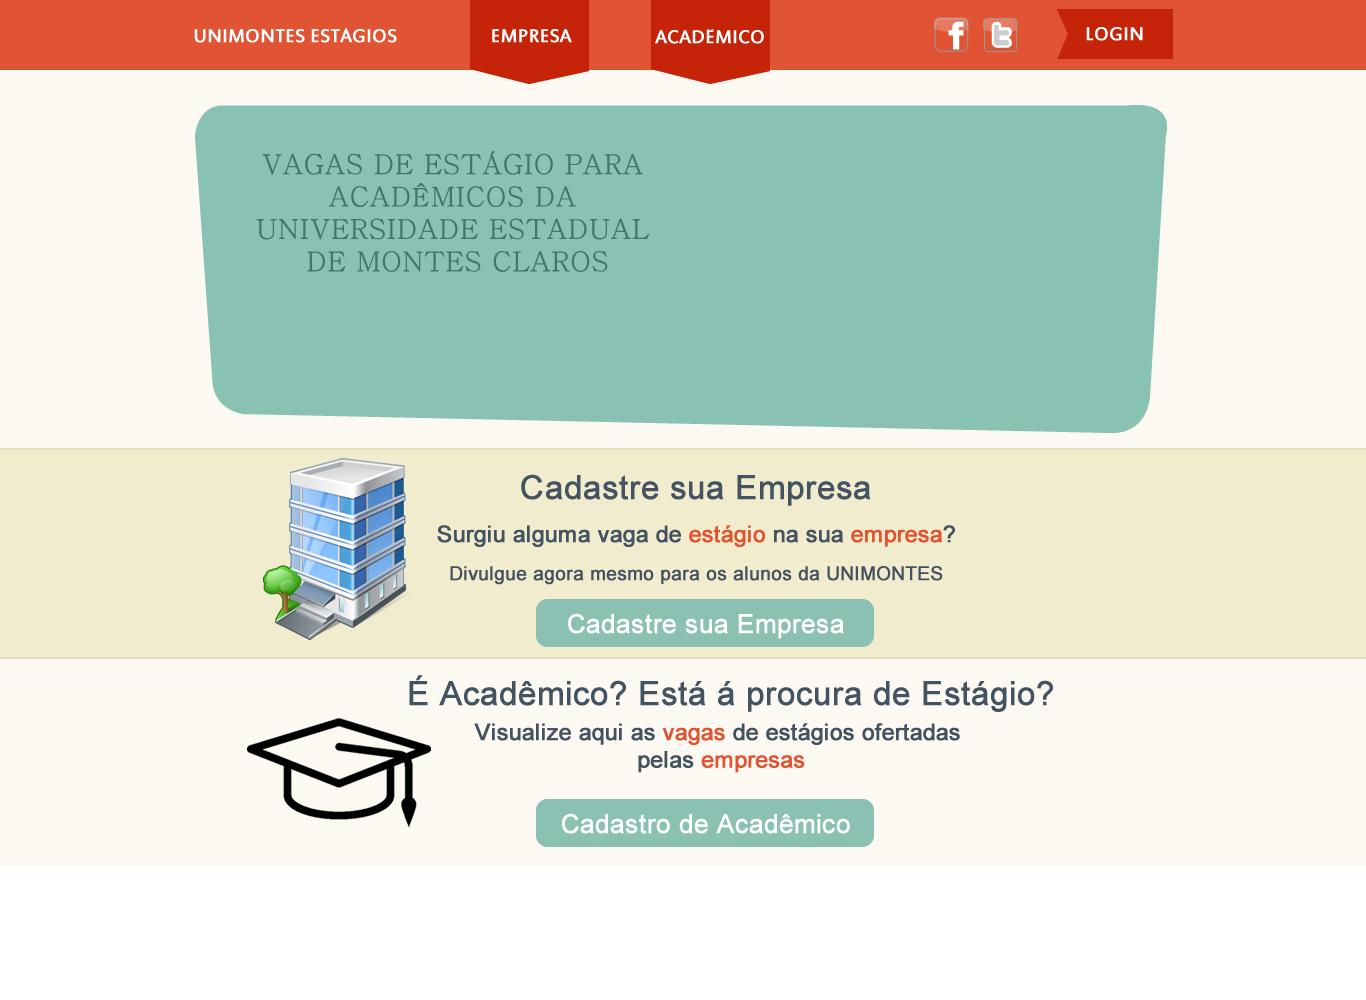 UNIMONTES ESTAGIOS
EMPRESA
ACADEMICO
f
t
LOGIN
VAGAS DE ESTÁGIO PARA
ACADÊMICOS DA
UNIVERSIDADE ESTADUAL
DE MONTES CLAROS
Cadastre sua Empresa
Surgiu alguma vaga de estágio na sua empresa?
Divulgue agora mesmo para os alunos da UNIMONTES
Cadastre sua Empresa
É Acadêmico? Está á procura de Estágio?
Visualize aqui as vagas de estágios ofertadas
pelas empresas
Cadastro de Acadêmico